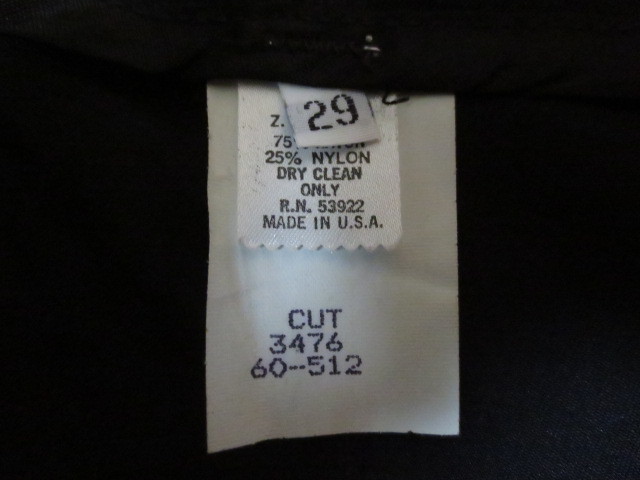 29
Z.
25% NYLON
DRY CLEAN
ONLY
R.N. 53922
MADE IN U.S.A.
CUT
3476
60--512